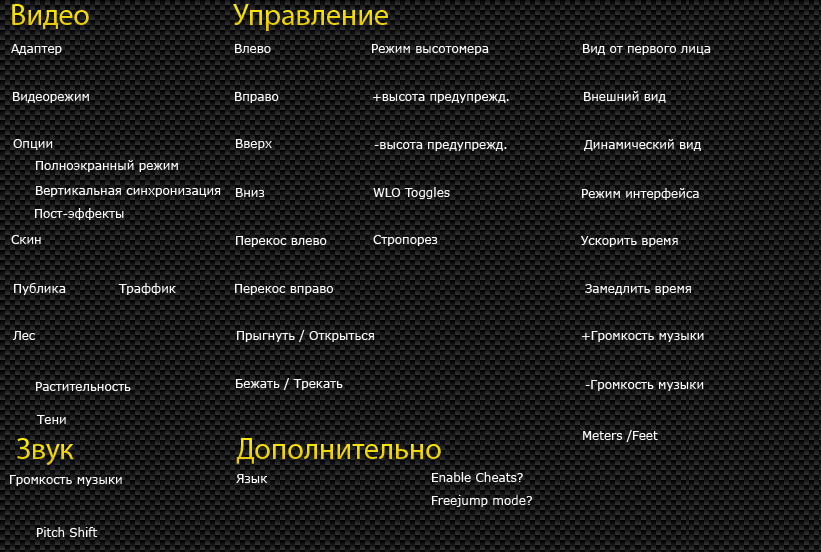 Видео
Адаптер
Видеорежим
Опции
Полноэкранный режим
Вертикальная синхронизация
Пост-эффекты
Скин
Публика Траффик
Лес
Растительность
Тени
Звук
Громкость музыки
Pitch Shift
Управление
Влево
Вправо
Вверх
Вниз
Перекос влево
Перекос вправо
Прыгнуть / Открыться
Бежать / Трекать
Режим высотомера
+высота предупрежд.
-высота предупрежд.
WLO Toggles
Стропорез
Вид от первого лица
Внешний вид
Динамический вид
Режим интерфейса
Ускорить время
Замедлить время
+Громкость музыки
-Громкость музыки
Meters /Feet
Дополнительно
Язык
Enable Cheats?
Freejump mode?